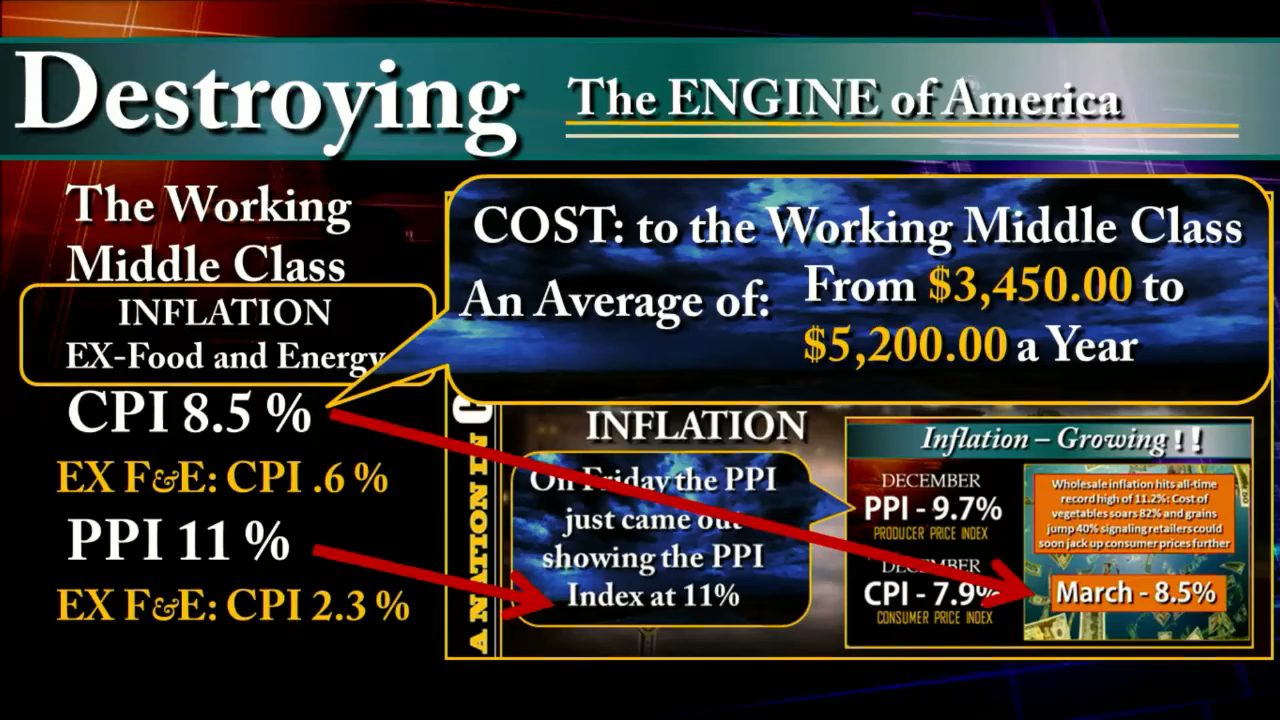 Destroying
The ENGINE of America
The Working
Middle Class
INFLATION
EX-Food and Energy
CPI 8.5 %
EX F&E: CPI .6 %
PPI 11 %
EX F&E: CPI 2.3 %
COST: to the Working Middle Class
An Average of:
From $3,450.00 to
$5,200.00 a Year
A NATION IN
INFLATION
On Friday the PPI
just came out
showing the PPI
Index at 11%
Inflation – Growing ! !
DECEMBER
PPI - 9.7%
PRODUCER PRICE INDEX
DECEMBER
CPI - 7.9%
CONSUMER PRICE INDEX
Wholesale inflation hits all-time
record high of 11.2%: Cost of
vegetables soars 82% and grains
jump 40% signaling retailers could
soon jack up consumer prices further
March - 8.5%